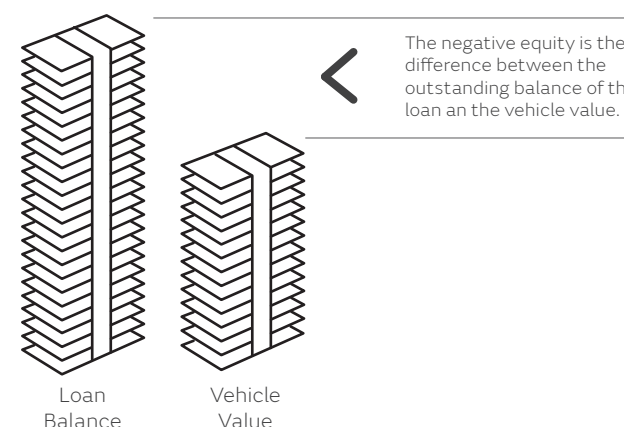 The negative equity is the
difference between the
outstanding balance of th
loan an the vehicle value.
Loan
Balance
Vehicle
Value